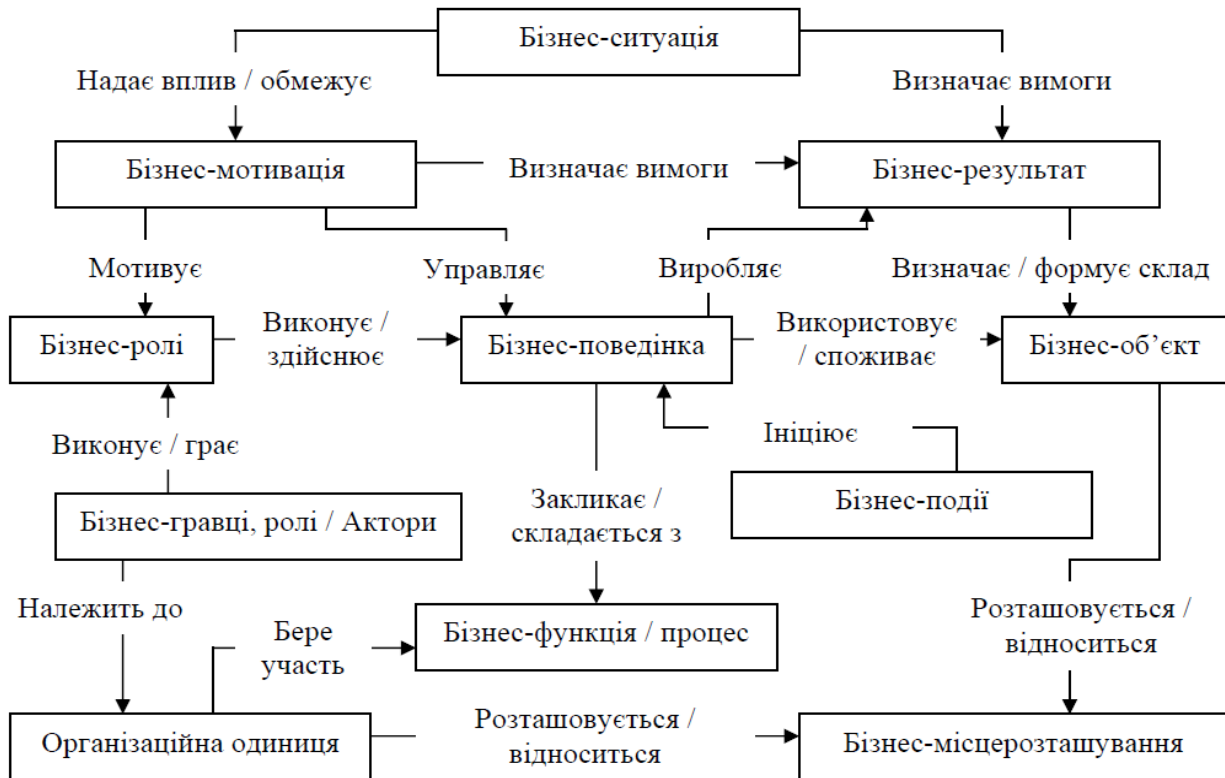 Бізнес-ситуація
Надає вплив / обмежує
Визначає вимоги
Бізнес-мотивація
Визначає вимоги
Бізнес-результат
Мотивує
Управляє
Виробляє
Визначає / формує склад
Бізнес-ролі
Виконує /
здійснює
Бізнес-поведінка
Використовує
/ споживає
Бізнес-об’єкт
Виконує / грає
Ініціює
Бізнес-гравці, ролі / Актори
Закликає /
складається з
Бізнес-події
Належить до
Бере
участь
Бізнес-функція / процес
Розташовується /
відноситься
Організаційна одиниця
Розташовується /
відноситься
Бізнес-місцерозташування